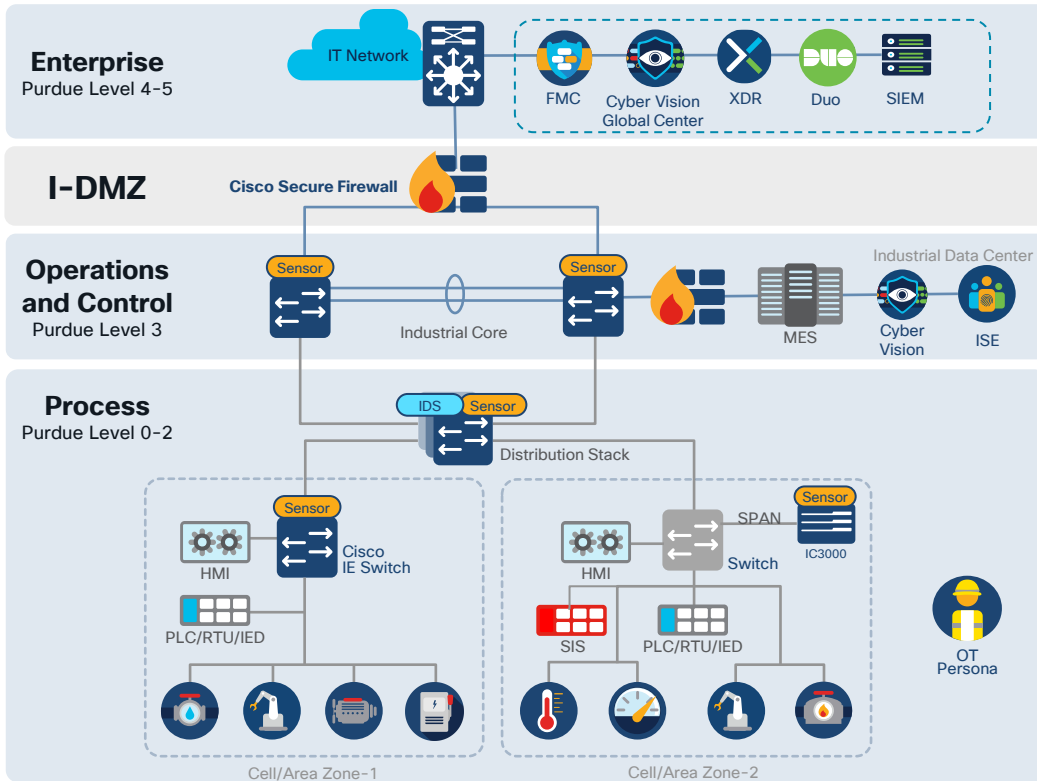 Enterprise
Purdue Level 4-5
IT Network
FMC
Cyber Vision
Global Center
XDR
DUO
Duo
SIEM
I-DMZ
Cisco Secure Firewall
Operations
and Control
Purdue Level 3
Sensor
Sensor
Industrial Core
Industrial Data Center
MES
Cyber
Vision
ISE
Process
Purdue Level 0-2
IDS
Sensor
Distribution Stack
Sensor
HMI
Cisco
IE Switch
PLC/RTU/IED
Cell/Area Zone-1
Sensor
SPAN
IC3000
HMI
Switch
SIS
PLC/RTU/IED
Cell/Area Zone-2
OT
Persona